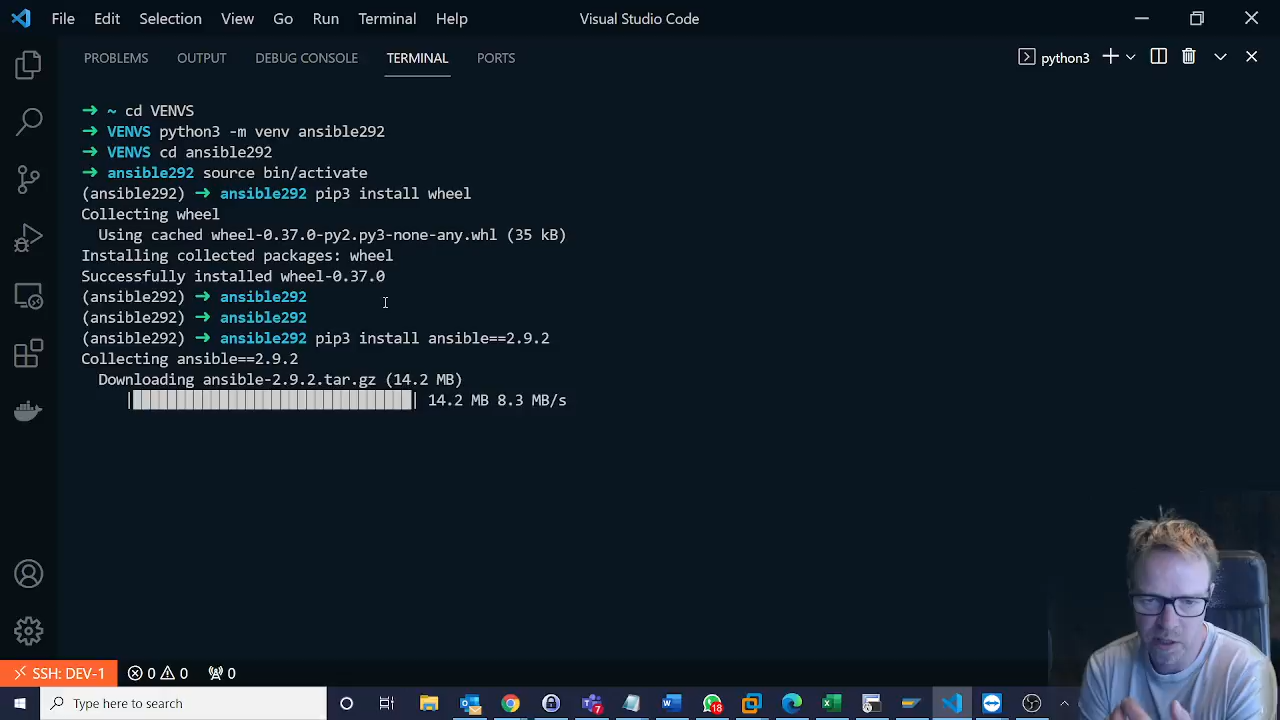 File Edit Selection View Go Run Terminal Help Visual Studio Code
PROBLEMS OUTPUT DEBUG CONSOLE TERMINAL PORTS python3
➜ ~ cd VENVS
➜ VENVS python3 -m venv ansible292
➜ VENVS cd ansible292
➜ ansible292 source bin/activate
(ansible292) ➜ ansible292 pip3 install wheel
Collecting wheel
Using cached wheel-0.37.0-py2.py3-none-any.whl (35 kB)
Installing collected packages: wheel
Successfully installed wheel-0.37.0
(ansible292) ➜ ansible292
(ansible292) ➜ ansible292
(ansible292) ➜ ansible292 pip3 install ansible==2.9.2
Collecting ansible==2.9.2
Downloading ansible-2.9.2.tar.gz (14.2 MB)
14.2 MB 8.3 MB/s
SSH: DEV-1 0 0 0
Type here to search 7 W 18